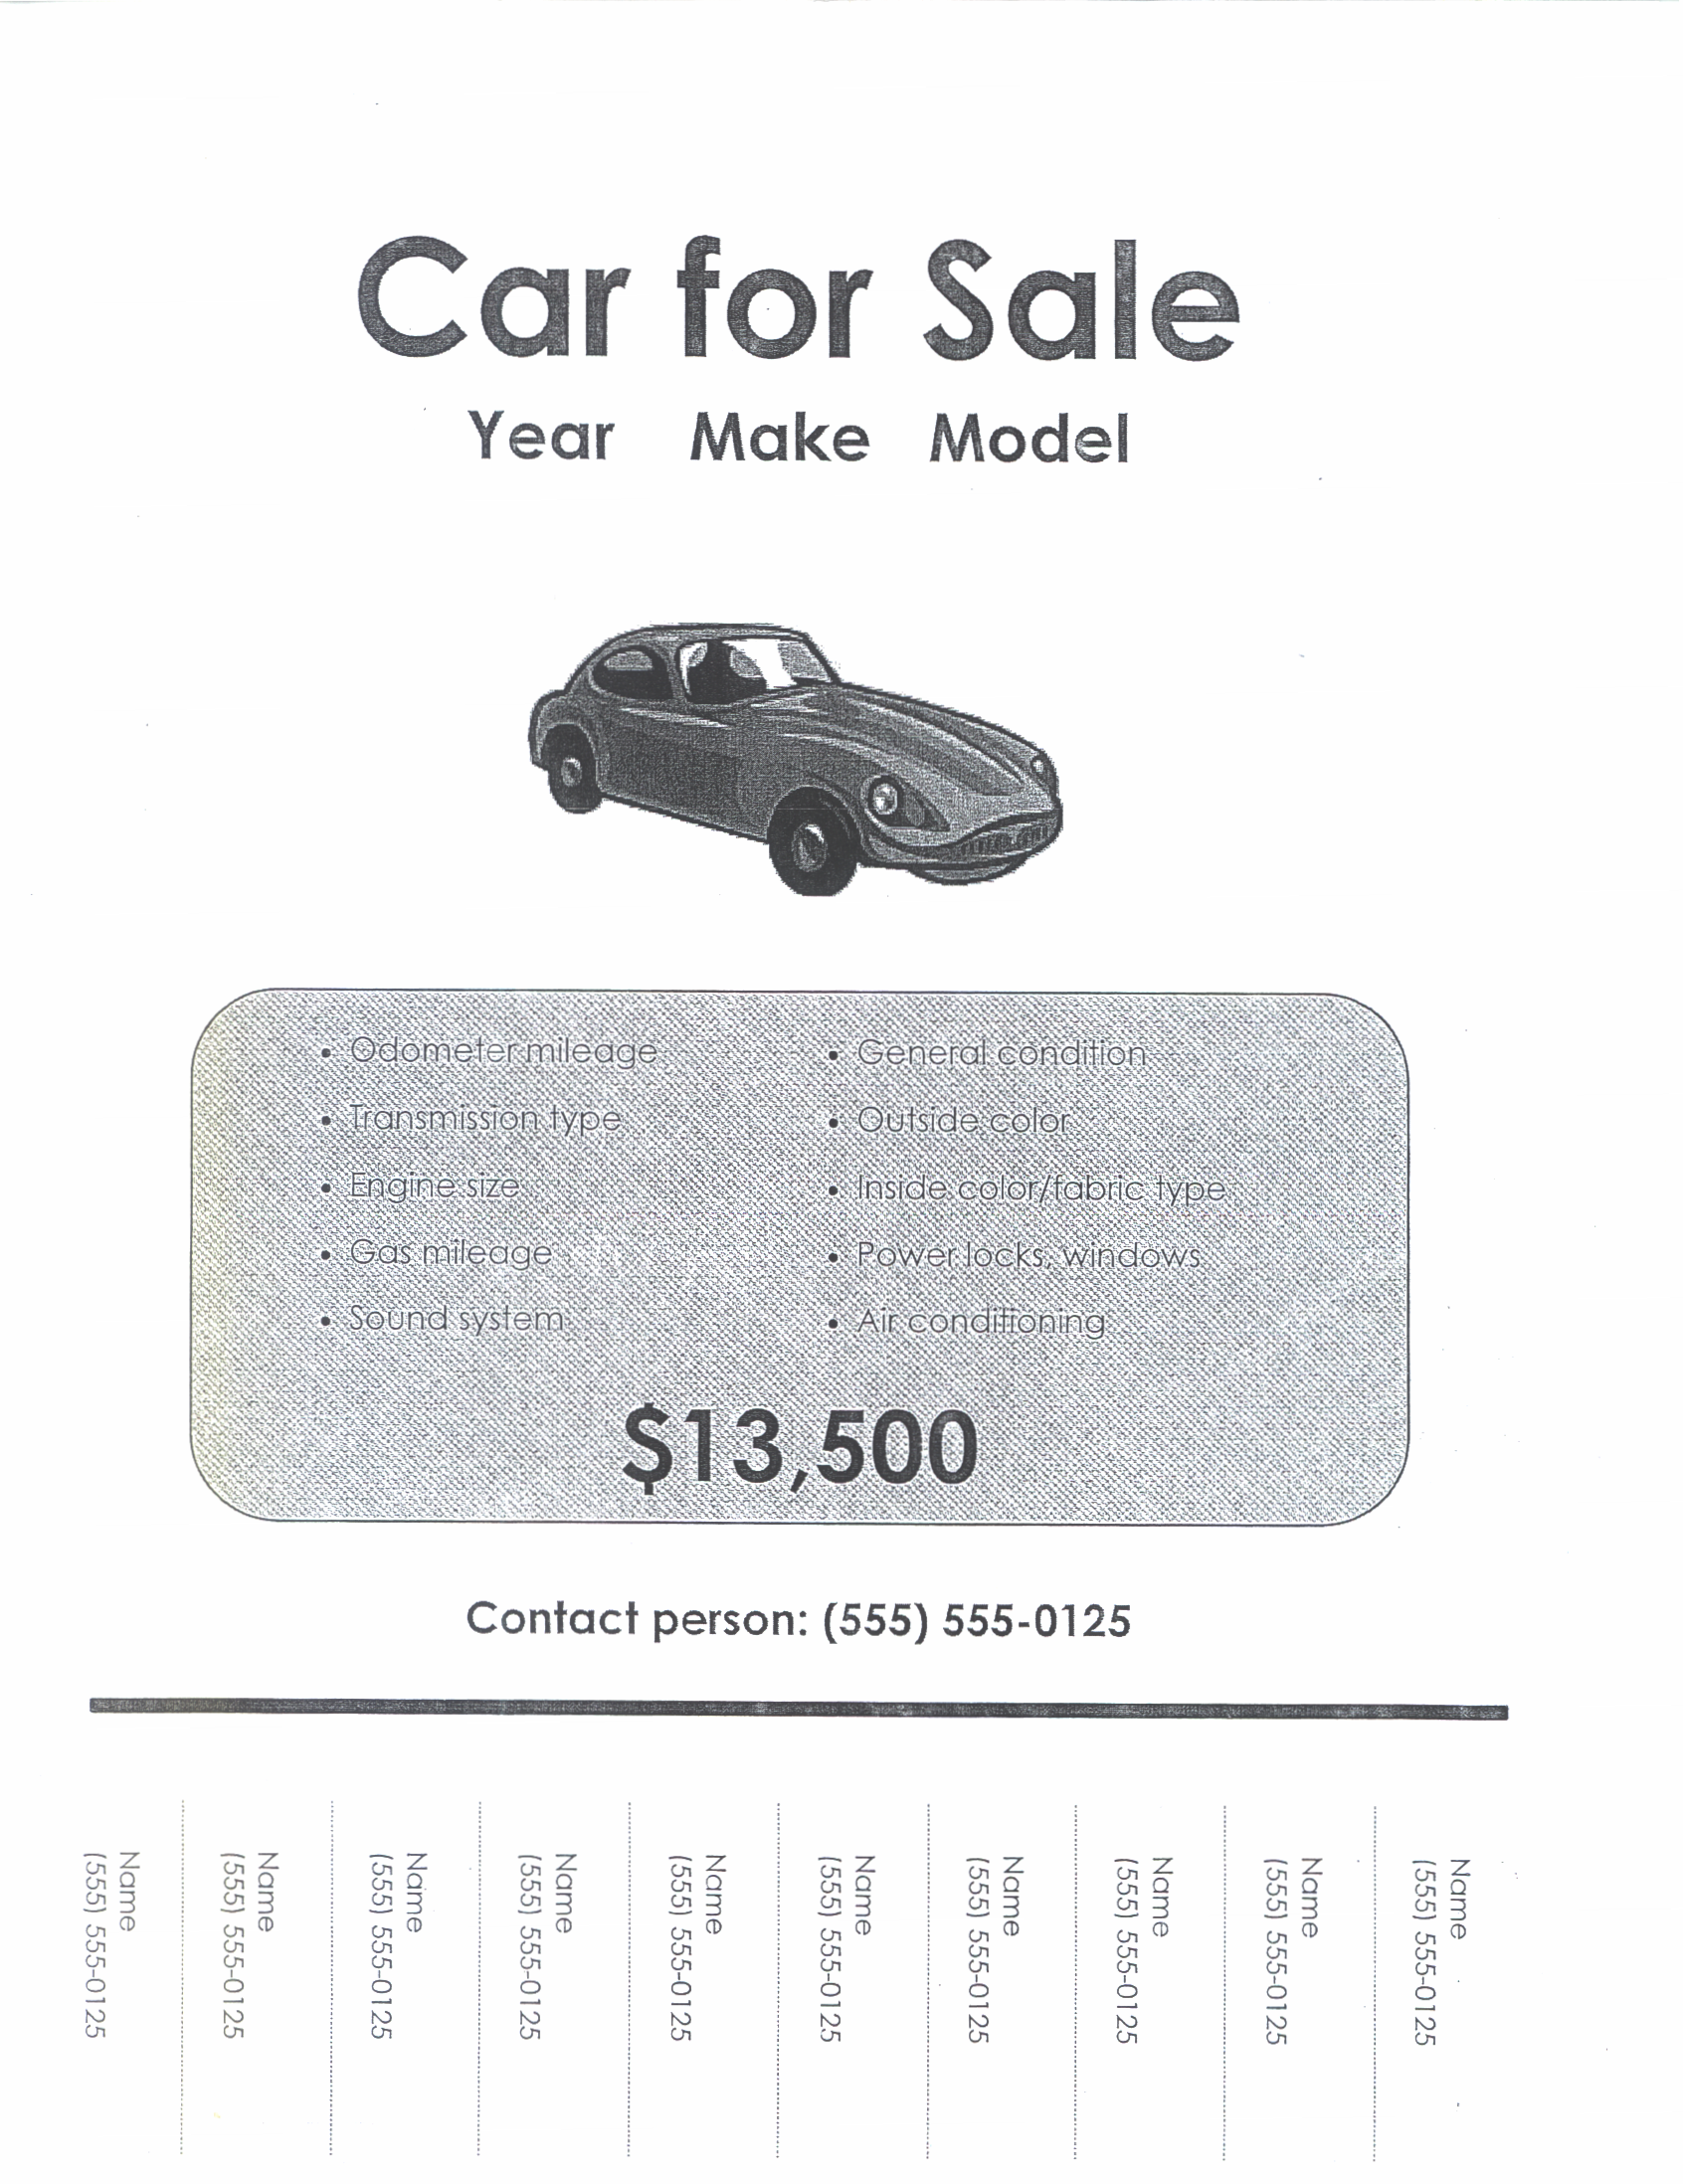 Car for Sale
Year Make Model
• Odometer mileage
• Transmission type
• Engine size
• Gas mileage
• Sound system
• General condition
• Outside color
• Inside color/fabric type
• Power locks, windows
• Air conditioning
$13,500
Contact person: (555) 555-0125
Name
(555) 555-0125
Name
(555) 555-0125
Name
(555) 555-0125
Name
(555) 555-0125
Name
(555) 555-0125
Name
(555) 555-0125
Name
(555) 555-0125
Name
(555) 555-0125
Name
(555) 555-0125
Name
(555) 555-0125